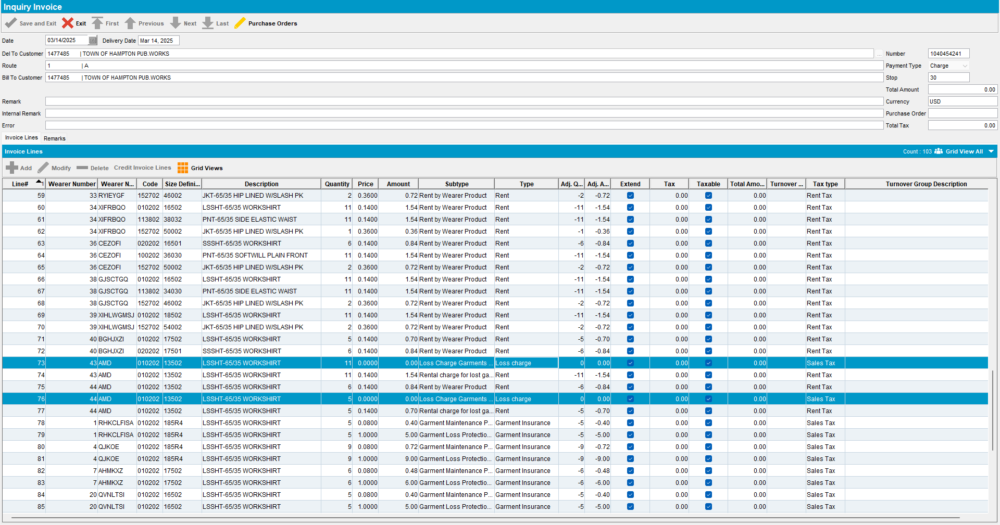 Inquiry Invoice
Save and Exit Exit First Previous Next Last Purchase Orders
Date 03/14/2025 16 Delivery Date Mar 14, 2025
Del To Customer 1477485 | TOWN OF HAMPTON PUB.WORKS ... Number 1040454241
Route 1 | A Payment Type Charge
Bill To Customer 1477485 | TOWN OF HAMPTON PUB.WORKS Stop 30
Total Amount 0.00
Remark Currency USD
Internal Remark Purchase Order
Error Total Tax 0.00
Invoice Lines Remarks
Invoice Lines Count : 103 Grid View All
Add Modify Delete Credit Invoice Lines Grid Views
Line# 1 Wearer Number Wearer N... Code Size Defini... Description Quantity Price Amount Subtype Type Adj. Q... Adj. A... Extend Tax Taxable Total Amo... Turnover ... Tax type Turnover Group Description
59 33 RYIEYGF 152702 46002 JKT-65/35 HIP LINED W/SLASH PK 2 0.3600 0.72 Rent by Wearer Product Rent -2 -0.72 0.00 0.00 Rent Tax
60 34 XIFRBQO 010202 16502 LSSHT-65/35 WORKSHIRT 11 0.1400 1.54 Rent by Wearer Product Rent -11 -1.54 0.00 0.00 Rent Tax
61 34 XIFRBQO 113802 38032 PNT-65/35 SIDE ELASTIC WAIST 11 0.1400 1.54 Rent by Wearer Product Rent -11 -1.54 0.00 0.00 Rent Tax
62 34 XIFRBQO 152702 50002 JKT-65/35 HIP LINED W/SLASH PK 1 0.3600 0.36 Rent by Wearer Product Rent -1 -0.36 0.00 0.00 Rent Tax
63 36 CEZOFI 020202 16501 SSSHT-65/35 WORKSHIRT 6 0.1400 0.84 Rent by Wearer Product Rent -6 -0.84 0.00 0.00 Rent Tax
64 36 CEZOFI 100202 36030 PNT-65/35 SOFTWILL PLAIN FRONT 11 0.1400 1.54 Rent by Wearer Product Rent -11 -1.54 0.00 0.00 Rent Tax
65 36 CEZOFI 152702 50002 JKT-65/35 HIP LINED W/SLASH PK 2 0.3600 0.72 Rent by Wearer Product Rent -2 -0.72 0.00 0.00 Rent Tax
66 38 GJSCTGQ 010202 16502 LSSHT-65/35 WORKSHIRT 11 0.1400 1.54 Rent by Wearer Product Rent -11 -1.54 0.00 0.00 Rent Tax
67 38 GJSCTGQ 113802 34030 PNT-65/35 SIDE ELASTIC WAIST 11 0.1400 1.54 Rent by Wearer Product Rent -11 -1.54 0.00 0.00 Rent Tax
68 38 GJSCTGQ 152702 46002 JKT-65/35 HIP LINED W/SLASH PK 2 0.3600 0.72 Rent by Wearer Product Rent -2 -0.72 0.00 0.00 Rent Tax
69 39 XIHLWGMSJ 010202 18502 LSSHT-65/35 WORKSHIRT 11 0.1400 1.54 Rent by Wearer Product Rent -11 -1.54 0.00 0.00 Rent Tax
70 39 XIHLWGMSJ 152702 54002 JKT-65/35 HIP LINED W/SLASH PK 2 0.3600 0.72 Rent by Wearer Product Rent -2 -0.72 0.00 0.00 Rent Tax
71 40 BGHJXZI 010202 17502 LSSHT-65/35 WORKSHIRT 5 0.1400 0.70 Rent by Wearer Product Rent -5 -0.70 0.00 0.00 Rent Tax
72 40 BGHJXZI 020202 17501 SSSHT-65/35 WORKSHIRT 6 0.1400 0.84 Rent by Wearer Product Rent -6 -0.84 0.00 0.00 Rent Tax
73 43 AMD 010202 13502 LSSHT-65/35 WORKSHIRT 11 0.0000 0.00 Loss Charge Garments ... Loss charge 0 0.00 0.00 0.00 Sales Tax
74 43 AMD 010202 13502 LSSHT-65/35 WORKSHIRT 11 0.1400 1.54 Rental charge for lost ga... Rent -11 -1.54 0.00 0.00 Rent Tax
75 44 AMD 010202 13502 LSSHT-65/35 WORKSHIRT 6 0.1400 0.84 Rent by Wearer Product Rent -6 -0.84 0.00 0.00 Rent Tax
76 44 AMD 010202 13502 LSSHT-65/35 WORKSHIRT 5 0.0000 0.00 Loss Charge Garments ... Loss charge 0 0.00 0.00 0.00 Sales Tax
77 44 AMD 010202 13502 LSSHT-65/35 WORKSHIRT 5 0.1400 0.70 Rental charge for lost ga... Rent -5 -0.70 0.00 0.00 Rent Tax
78 1 RHKCLFISA 010202 185R4 LSSHT-65/35 WORKSHIRT 5 0.0800 0.40 Garment Maintenance P... Garment Insurance -5 -0.40 0.00 0.00 Sales Tax
79 1 RHKCLFISA 010202 185R4 LSSHT-65/35 WORKSHIRT 5 1.0000 5.00 Garment Loss Protectio... Garment Insurance -5 -5.00 0.00 0.00 Sales Tax
80 4 QJKOE 010202 185R4 LSSHT-65/35 WORKSHIRT 9 0.0800 0.72 Garment Maintenance P... Garment Insurance -9 -0.72 0.00 0.00 Sales Tax
81 4 QJKOE 010202 185R4 LSSHT-65/35 WORKSHIRT 9 1.0000 9.00 Garment Loss Protectio... Garment Insurance -9 -9.00 0.00 0.00 Sales Tax
82 7 AHMKXZ 010202 17502 LSSHT-65/35 WORKSHIRT 6 0.0800 0.48 Garment Maintenance P... Garment Insurance -6 -0.48 0.00 0.00 Sales Tax
83 7 AHMKXZ 010202 17502 LSSHT-65/35 WORKSHIRT 6 1.0000 6.00 Garment Loss Protectio... Garment Insurance -6 -6.00 0.00 0.00 Sales Tax
84 20 QVNLTSI 010202 16502 LSSHT-65/35 WORKSHIRT 5 0.0800 0.40 Garment Maintenance P... Garment Insurance -5 -0.40 0.00 0.00 Sales Tax
85 20 QVNLTSI 010202 16502 LSSHT-65/35 WORKSHIRT 5 1.0000 5.00 Garment Loss Protectio... Garment Insurance -5 -5.00 0.00 0.00 Sales Tax